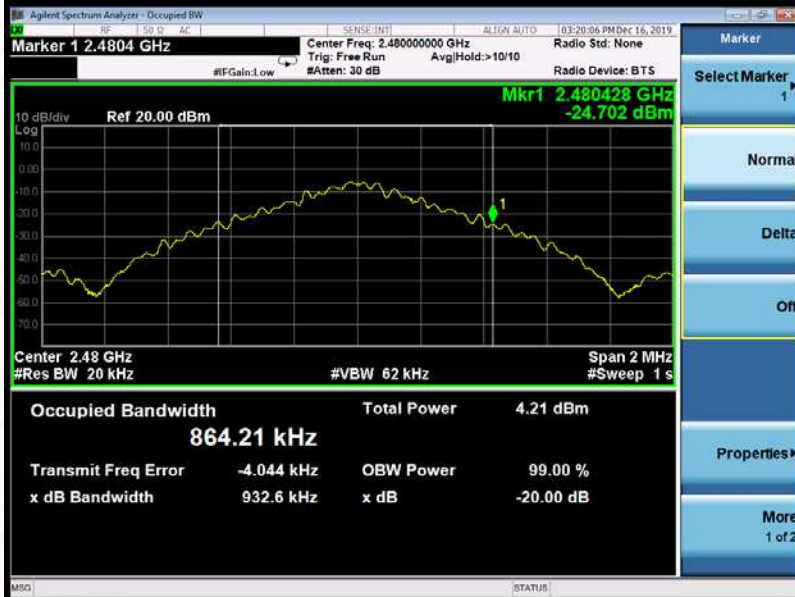 Agilent Spectrum Analyzer - Occupied BW
RF 50 Ω AC SENSE:INT ALIGN AUTO 03:20:06 PM Dec 16, 2019
Marker 1 2.4804 GHz
Center Freq: 2.480000000 GHz
Radio Std: None
Trig: Free Run Avg|Hold:>10/10
#IFGain:Low
#Atten: 30 dB
Radio Device: BTS
Mkr1 2.480428 GHz
-24.702 dBm
10 dB/div Ref 20.00 dBm
Log
10.0
0.00
-10.0
-20.0
-30.0
-40.0
-50.0
-60.0
-70.0
1
Center 2.48 GHz
Span 2 MHz
#Res BW 20 kHz
#VBW 62 kHz
#Sweep 1 s
Occupied Bandwidth
Total Power 4.21 dBm
864.21 kHz
Transmit Freq Error -4.044 kHz
OBW Power 99.00 %
x dB Bandwidth 932.6 kHz
x dB -20.00 dB
MSG
STATUS
Marker
Select Marker
1
Norma
Delta
Of
Properties
More
1 of 2